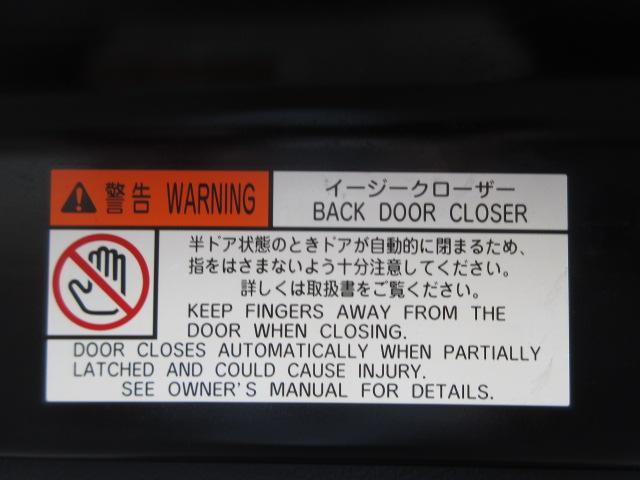 警告 WARNING
イージークローザー
BACK DOOR CLOSER
半ドア状態のときドアが自動的に閉まるため、
指をはさまないよう十分注意してください。
詳しくは取扱書をご覧ください。
KEEP FINGERS AWAY FROM THE
DOOR WHEN CLOSING.
DOOR CLOSES AUTOMATICALLY WHEN PARTIALLY
LATCHED AND COULD CAUSE INJURY.
SEE OWNER'S MANUAL FOR DETAILS.